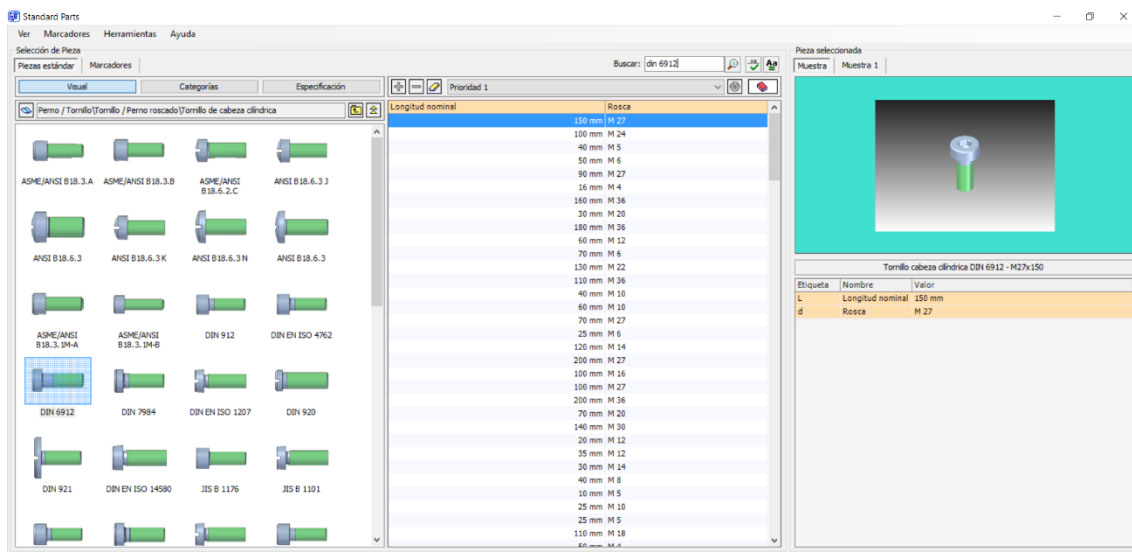 Standard Parts
Ver Marcadores Herramientas Ayuda
Selección de Pieza
Piezas estándar Marcadores
Buscar: din 6912
Visual Categorías Especificación
Prioridad 1
Perno / Tornillo\Tornillo / Perno roscado\Tornillo de cabeza cilíndrica
ASME/ANSI B18.3.A ASME/ANSI B18.3.B ASME/ANSI B18.6.2.C ANSI B18.6.3 J
ANSI B18.6.3 ANSI B18.6.3 K ANSI B18.6.3 N ANSI B18.6.3
ASME/ANSI B18.3.1M-A ASME/ANSI B18.3.1M-B DIN 912 DIN EN ISO 4762
DIN 6912 DIN 7984 DIN EN ISO 1207 DIN 920
DIN 921 DIN EN ISO 14580 JIS B 1176 JIS B 1101
Longitud nominal Rosca
150 mm M 27
100 mm M 24
40 mm M 5
50 mm M 6
90 mm M 27
16 mm M 4
160 mm M 36
30 mm M 20
180 mm M 36
60 mm M 12
70 mm M 6
130 mm M 22
110 mm M 36
40 mm M 10
60 mm M 10
70 mm M 27
25 mm M 6
120 mm M 14
200 mm M 27
100 mm M 16
100 mm M 27
200 mm M 36
70 mm M 20
140 mm M 30
20 mm M 12
35 mm M 12
30 mm M 14
40 mm M 8
10 mm M 5
25 mm M 10
25 mm M 5
110 mm M 18
50 mm M 4
Pieza seleccionada
Muestra Muestra 1
Tornillo cabeza cilíndrica DIN 6912 - M27x150
Etiqueta Nombre Valor
L Longitud nominal 150 mm
d Rosca M 27